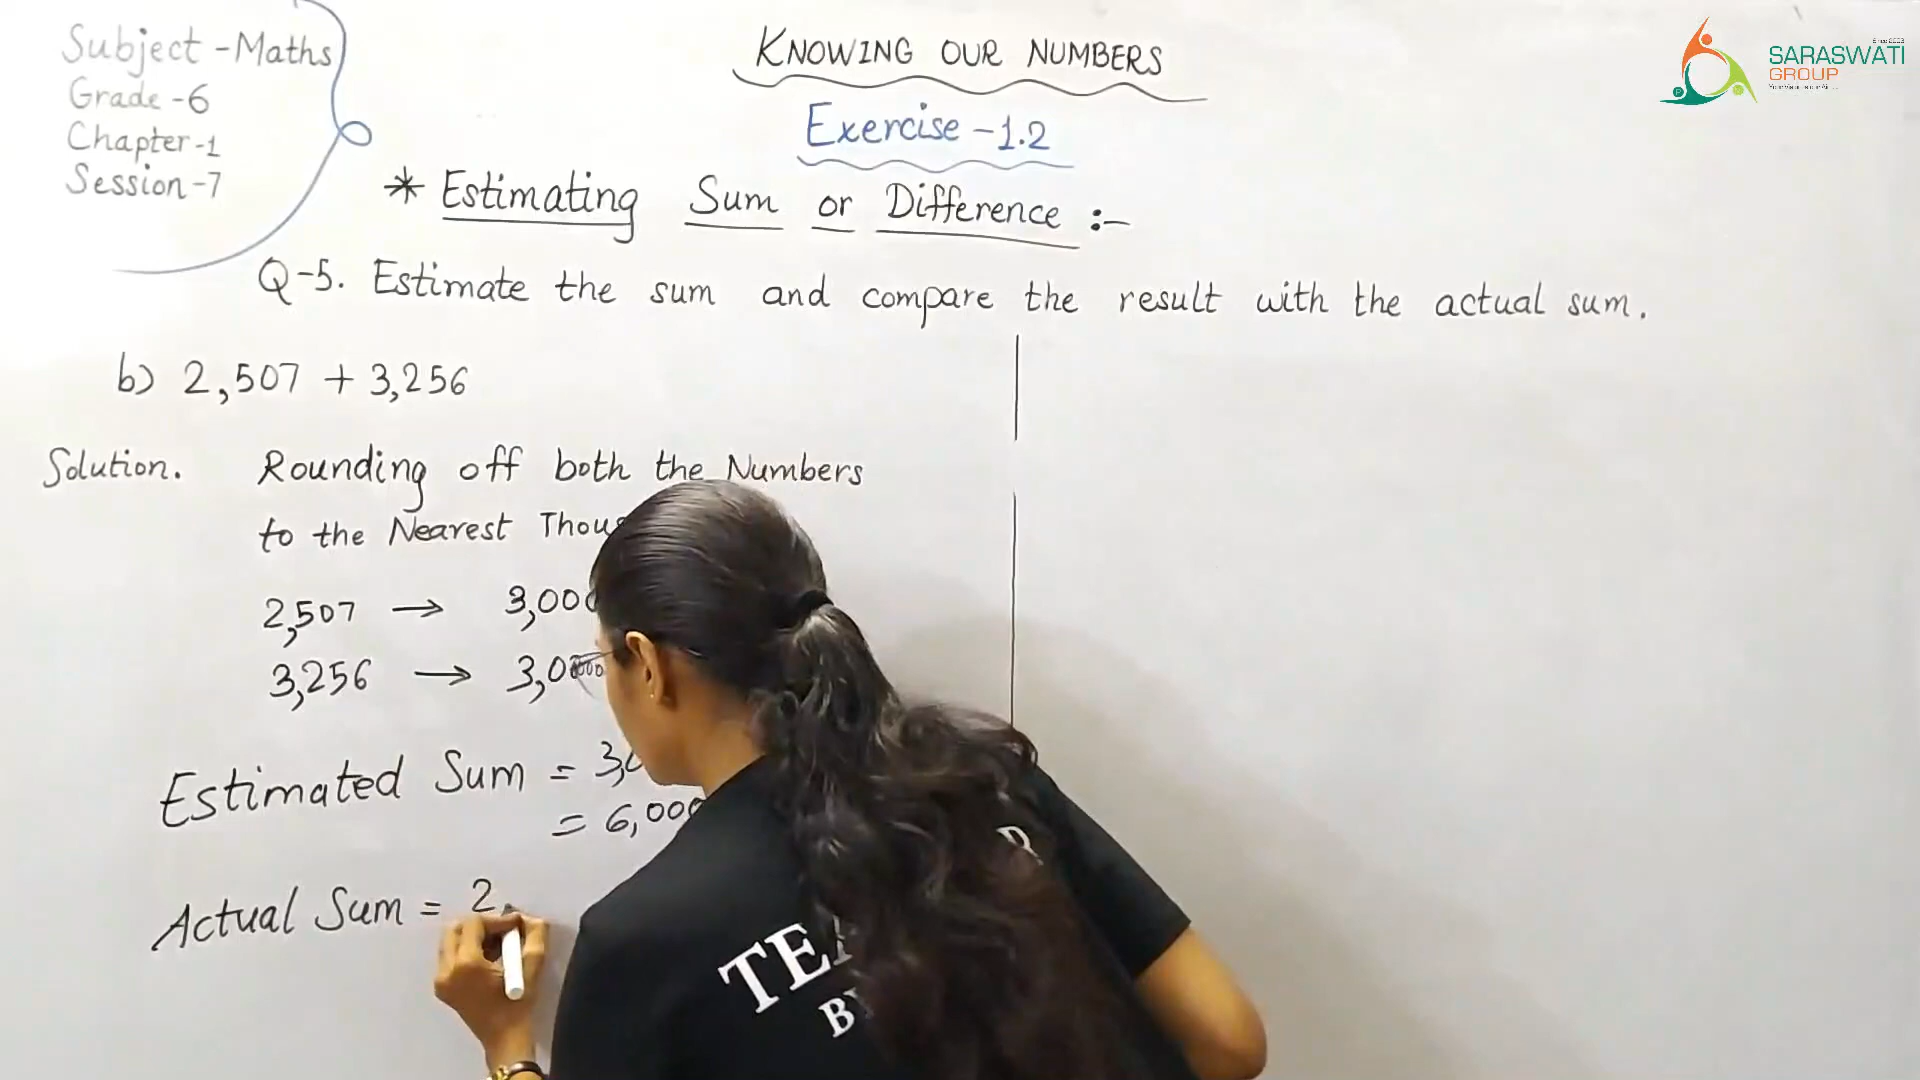 Subject - Maths
Grade - 6
Chapter - 1
Session - 7
KNOWING OUR NUMBERS
Exercise - 1.2
* Estimating Sum or Difference :-
Q-5. Estimate the sum and compare the result with the actual sum.
b) 2,507 + 3,256
Solution. Rounding off both the Numbers
to the Nearest
2,507 → 3,000
3,256 →
Estimated Sum =
= 6,000
Actual Sum = 2,
SARASWATI
GROUP
Since 2003